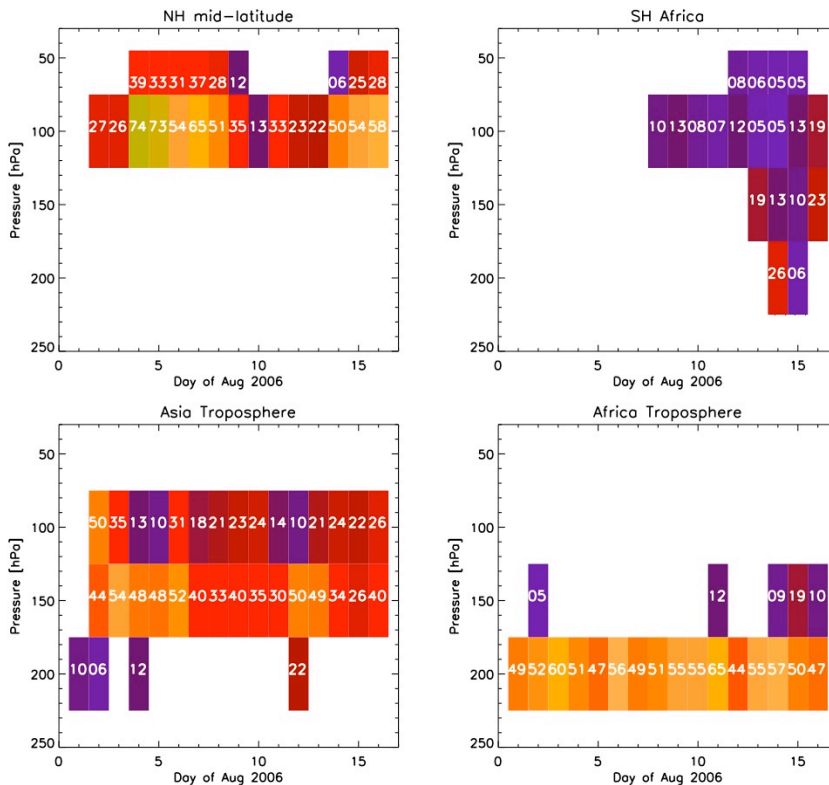 NH mid-latitude
SH Africa
50
39 33 31 37 28 12 06 25 28
50
08 06 05 05
100
27 26 74 73 54 65 51 35 13 33 23 22 50 54 58
100
10 13 08 07 12 05 05 13 19
Pressure [hPa]
Pressure [hPa]
150
150
19 13 10 23
200
200
26 06
250
250
0 5 10 15
0 5 10 15
Day of Aug 2006
Day of Aug 2006
Asia Troposphere
Africa Troposphere
50
50
100
50 35 13 10 31 18 21 23 24 14 10 21 24 22 26
100
Pressure [hPa]
Pressure [hPa]
150
44 54 48 48 52 40 33 40 35 30 50 49 34 26 40
150
05 12 09 19 10
200
10 06 12 22
200
49 52 60 51 47 56 49 51 55 55 65 44 55 57 50 47
250
250
0 5 10 15
0 5 10 15
Day of Aug 2006
Day of Aug 2006